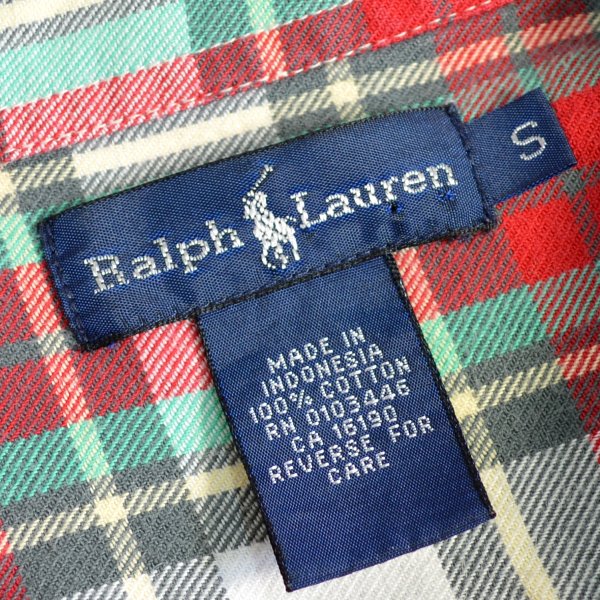 Ralph Lauren
S
MADE IN
INDONESIA
100% COTTON
RN 0103446
CA 16190
REVERSE FOR
CARE